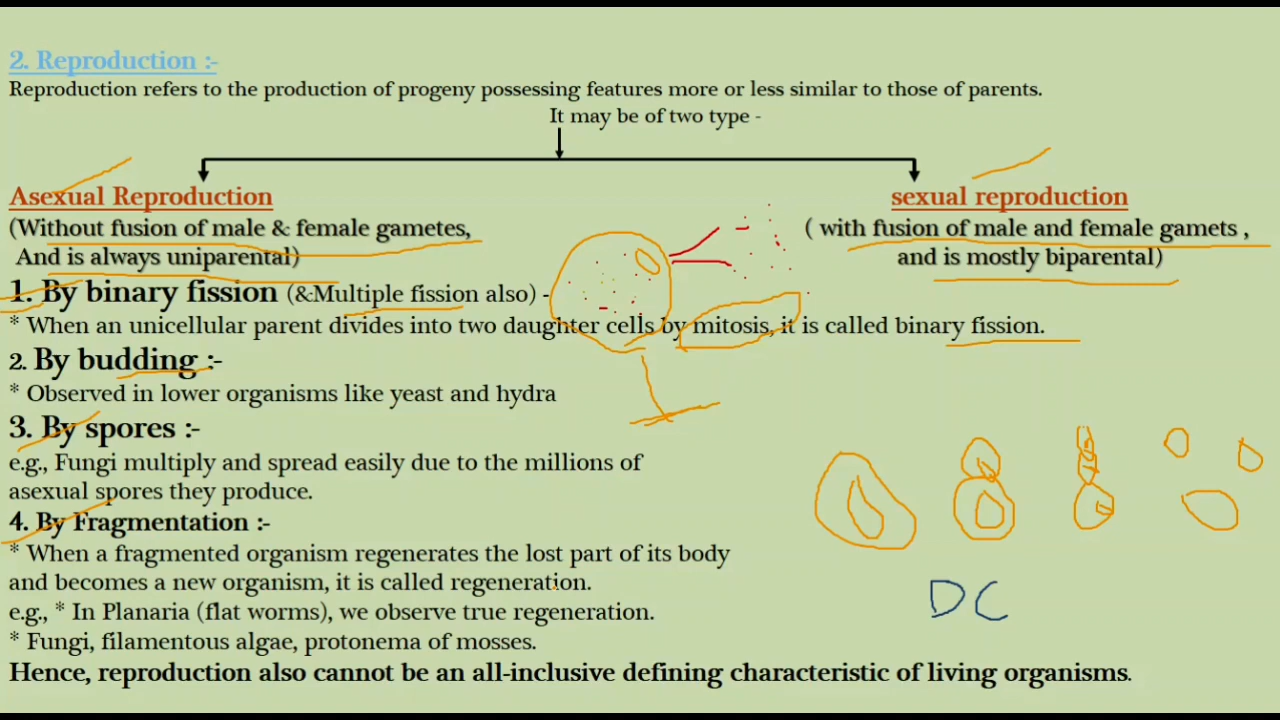 2. Reproduction :-
Reproduction refers to the production of progeny possessing features more or less similar to those of parents.
It may be of two type -
Asexual Reproduction
(Without fusion of male & female gametes,
And is always uniparental)
sexual reproduction
( with fusion of male and female gamets ,
and is mostly biparental)
1. By binary fission (&Multiple fission also) -
* When an unicellular parent divides into two daughter cells by mitosis, it is called binary fission.
2. By budding :-
* Observed in lower organisms like yeast and hydra
3. By spores :-
e.g., Fungi multiply and spread easily due to the millions of
asexual spores they produce.
4. By Fragmentation :-
* When a fragmented organism regenerates the lost part of its body
and becomes a new organism, it is called regeneration.
e.g., * In Planaria (flat worms), we observe true regeneration.
* Fungi, filamentous algae, protonema of mosses.
DC
Hence, reproduction also cannot be an all-inclusive defining characteristic of living organisms.